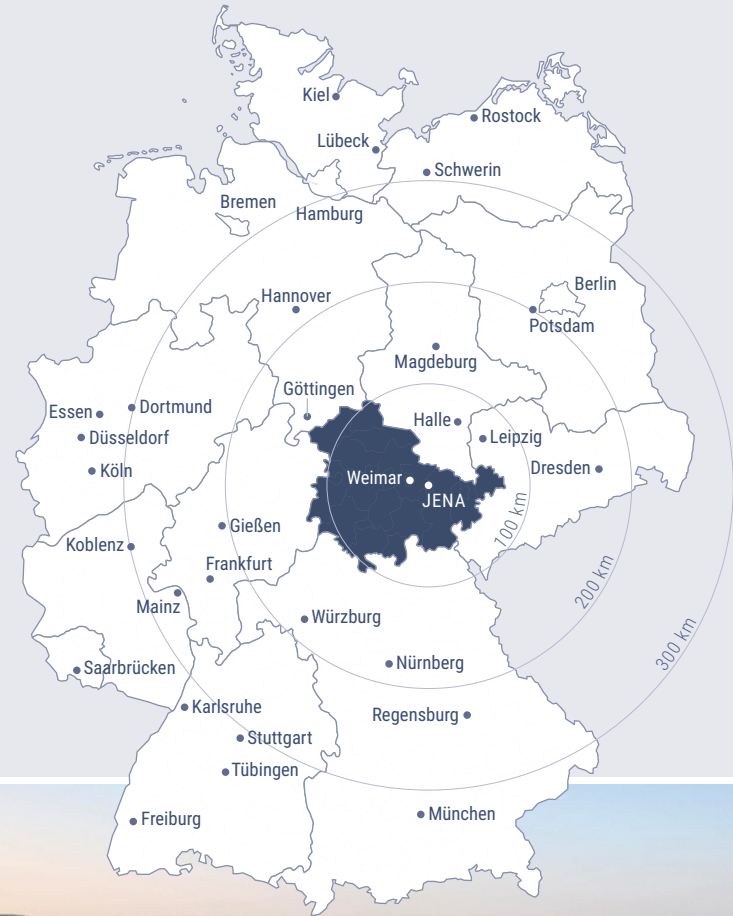 Kiel
Rostock
Lübeck
Schwerin
Bremen
Hamburg
Berlin
Hannover
Potsdam
Magdeburg
Göttingen
Essen
Dortmund
Halle
Düsseldorf
Leipzig
Köln
Dresden
Weimar
JENA
100 km
Gießen
Koblenz
Frankfurt
200 km
Mainz
Würzburg
300 km
Saarbrücken
Nürnberg
Karlsruhe
Regensburg
Stuttgart
Tübingen
Freiburg
München